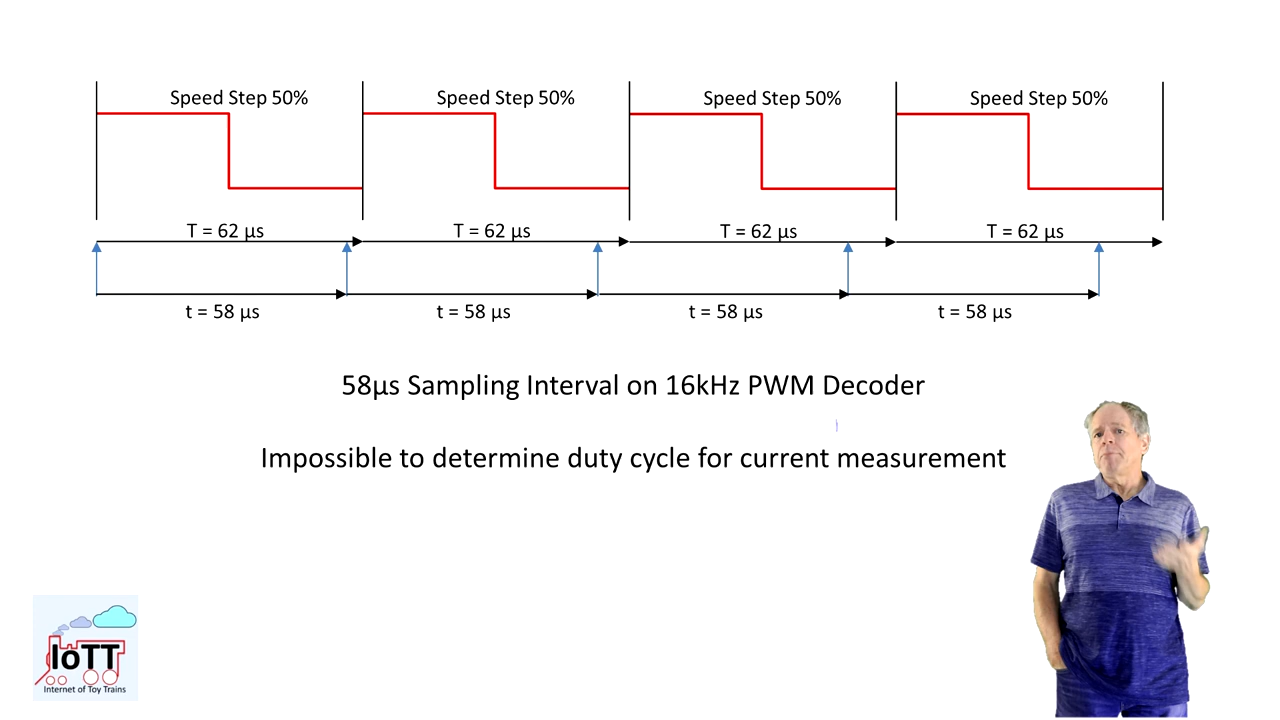 Speed Step 50% Speed Step 50% Speed Step 50% Speed Step 50%
T = 62 µs T = 62 µs T = 62 µs T = 62 µs
t = 58 µs t = 58 µs t = 58 µs t = 58 µs
58µs Sampling Interval on 16kHz PWM Decoder
Impossible to determine duty cycle for current measurement
IoTT
Internet of Toy Trains